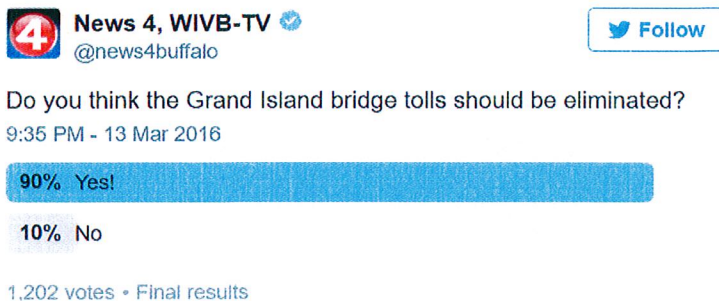 4 News 4, WIVB-TV
@news4buffalo
Follow
Do you think the Grand Island bridge tolls should be eliminated?
9:35 PM - 13 Mar 2016
90% Yes!
10% No
1,202 votes • Final results